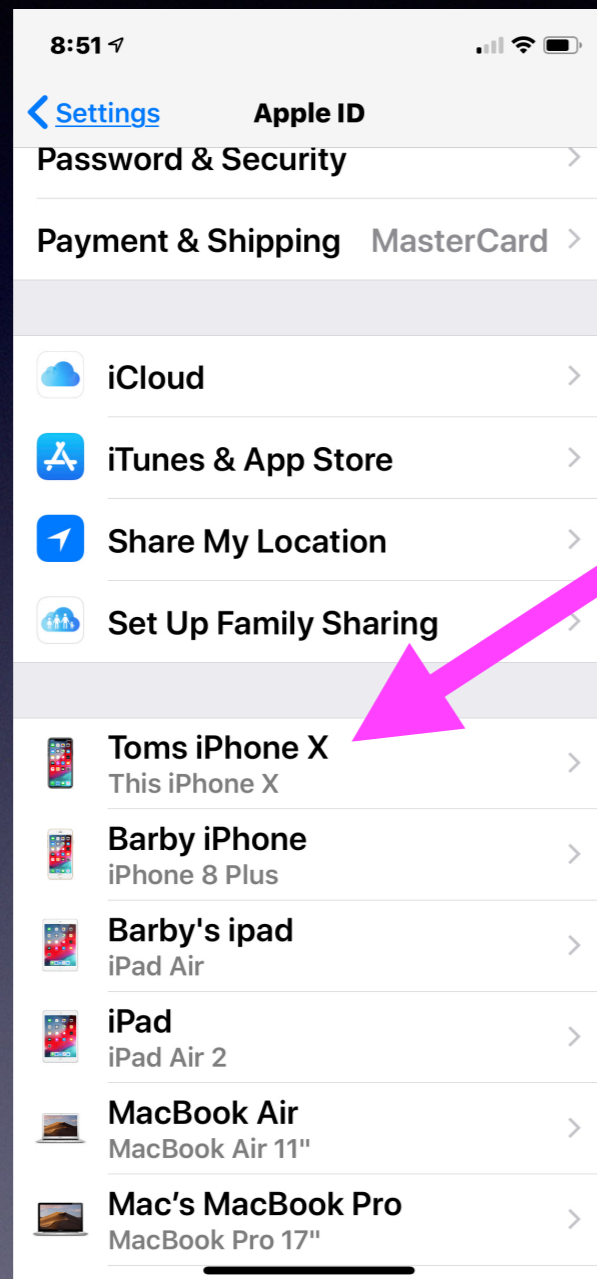 8:51
Settings Apple ID
Password & Security
Payment & Shipping MasterCard
iCloud
iTunes & App Store
Share My Location
Set Up Family Sharing
Toms iPhone X
This iPhone X
Barby iPhone
iPhone 8 Plus
Barby's ipad
iPad Air
iPad
iPad Air 2
MacBook Air
MacBook Air 11"
Mac’s MacBook Pro
MacBook Pro 17"